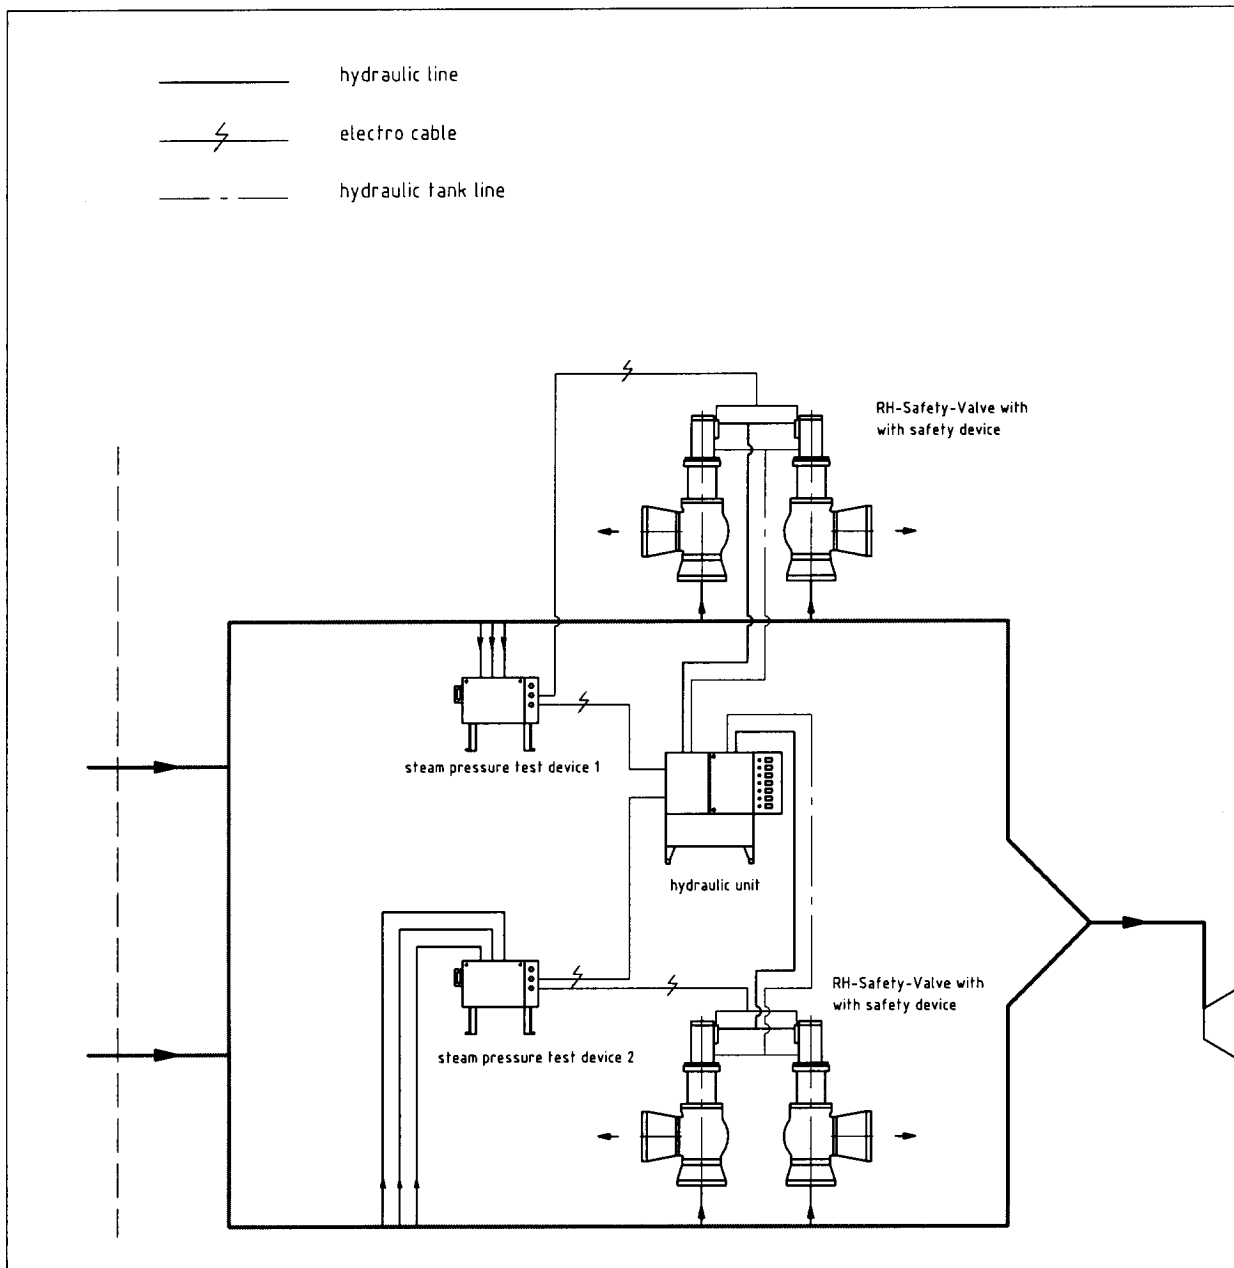 hydraulic line
electro cable
hydraulic tank line
RH-Safety-Valve with
with safety device
steam pressure test device 1
hydraulic unit
RH-Safety-Valve with
with safety device
steam pressure test device 2